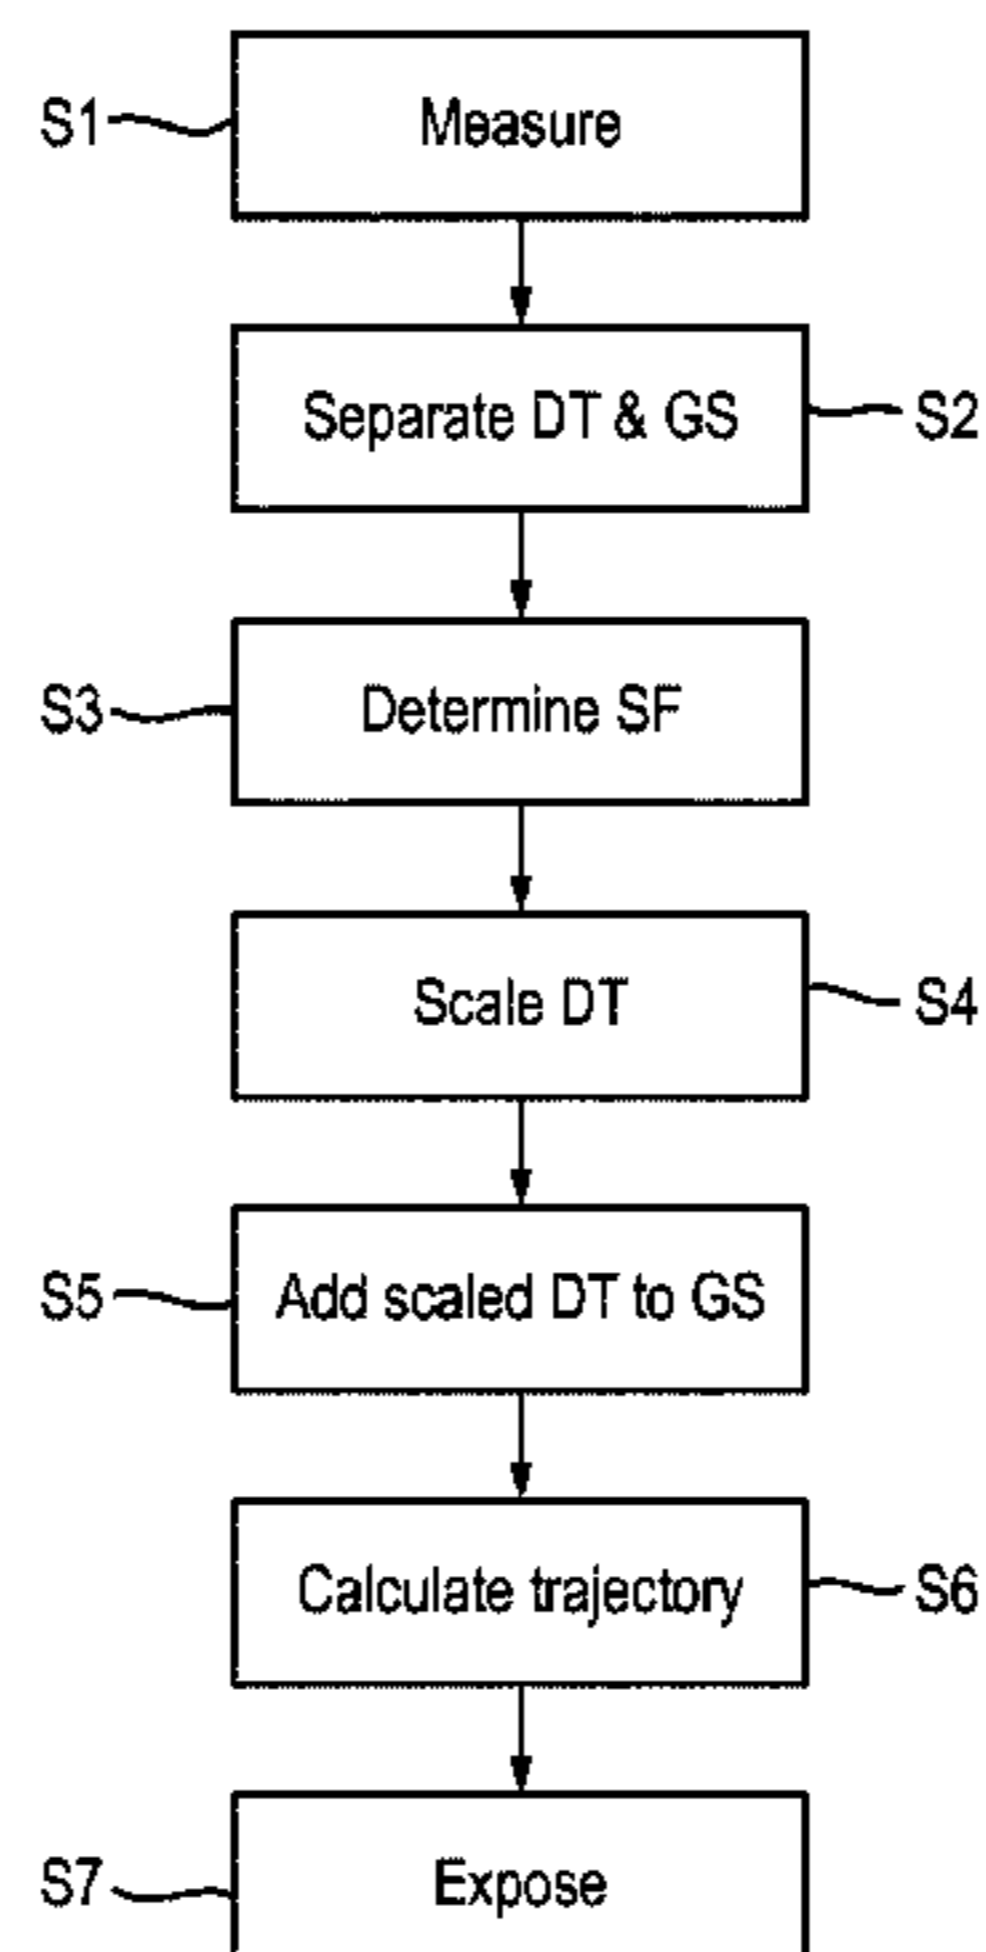 S1
Measure
Separate DT & GS
S2
S3
Determine SF
Scale DT
S4
S5
Add scaled DT to GS
Calculate trajectory
S6
S7
Expose